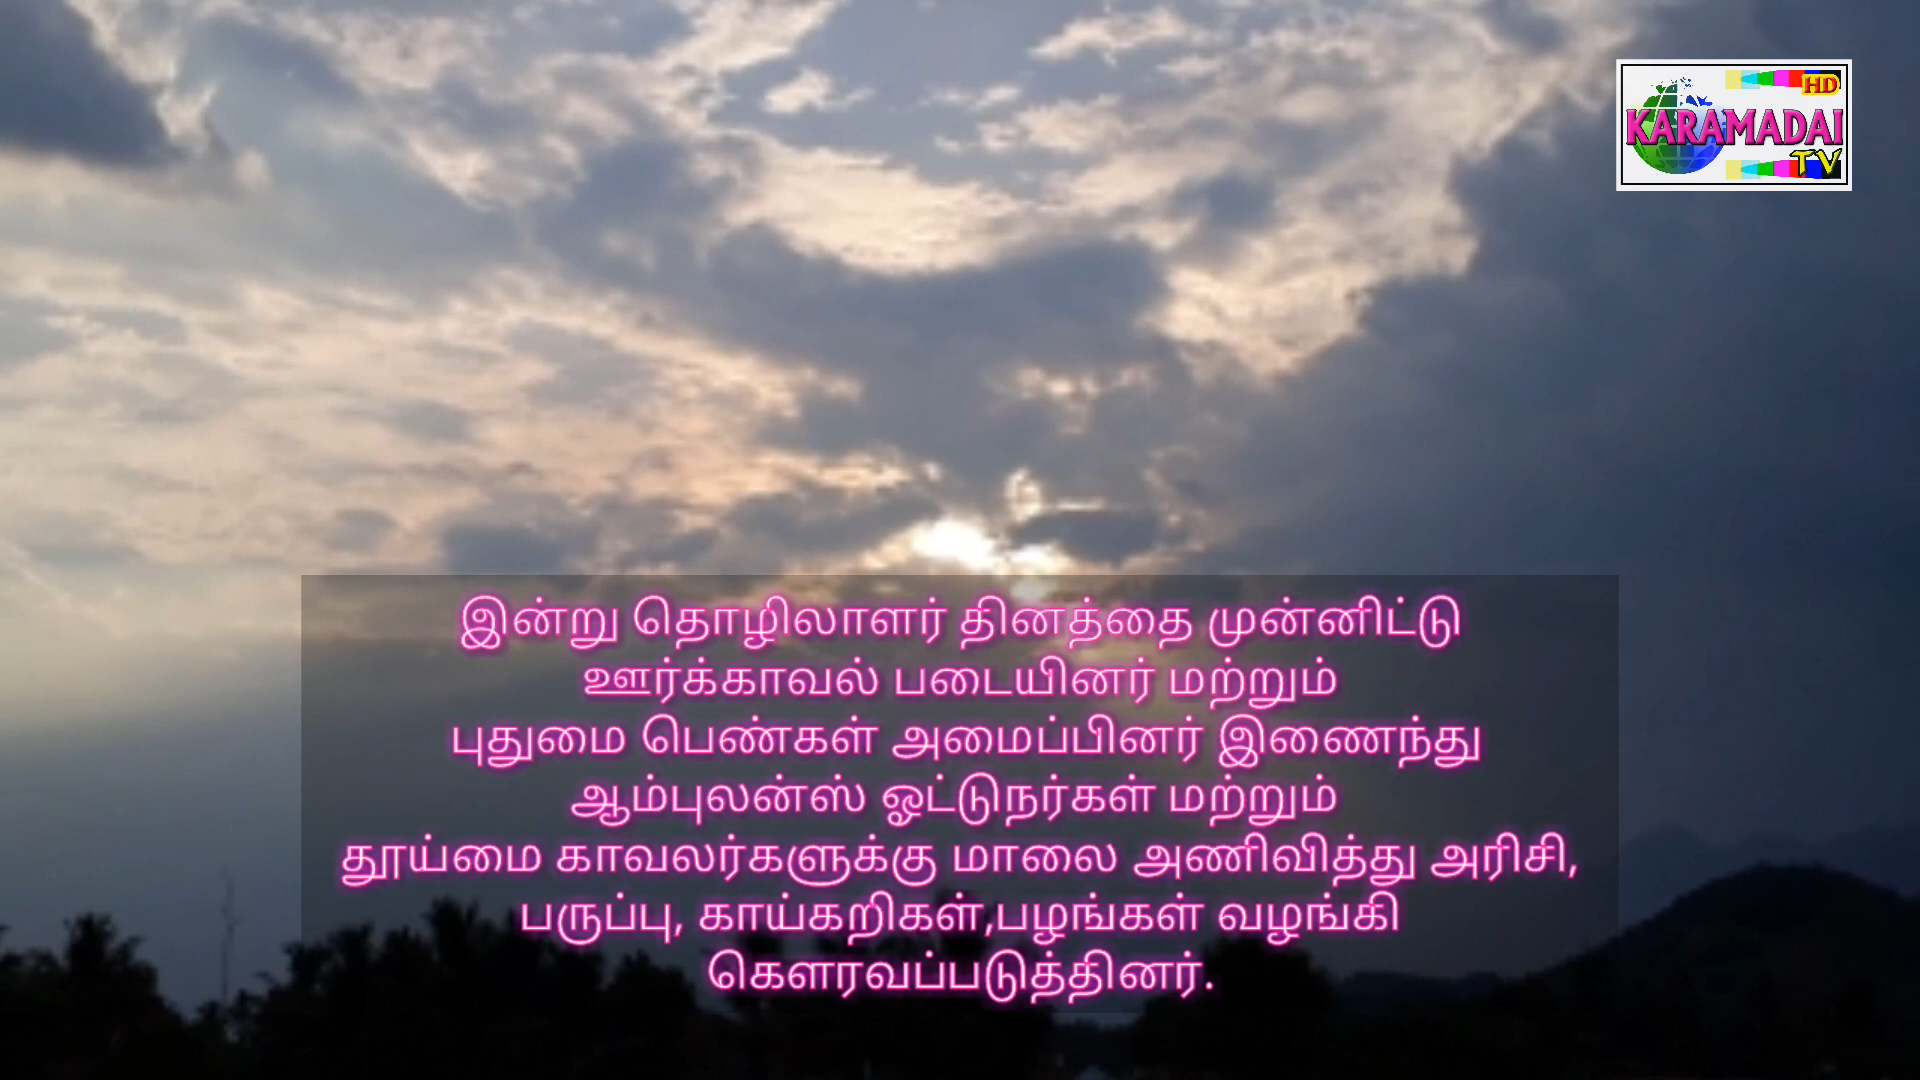 HD
KARAMADAI
TV
இன்று தொழிலாளர் தினத்தை முன்னிட்டு
ஊர்க்காவல் படையினர் மற்றும்
புதுமை பெண்கள் அமைப்பினர் இணைந்து
ஆம்புலன்ஸ் ஓட்டுநர்கள் மற்றும்
தூய்மை காவலர்களுக்கு மாலை அணிவித்து அரிசி,
பருப்பு, காய்கறிகள்,பழங்கள் வழங்கி
கௌரவப்படுத்தினர்.